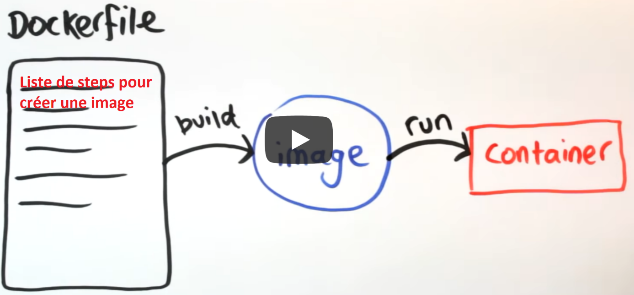 Dockerfile
Liste de steps pour
créer une image
build
image
run
container